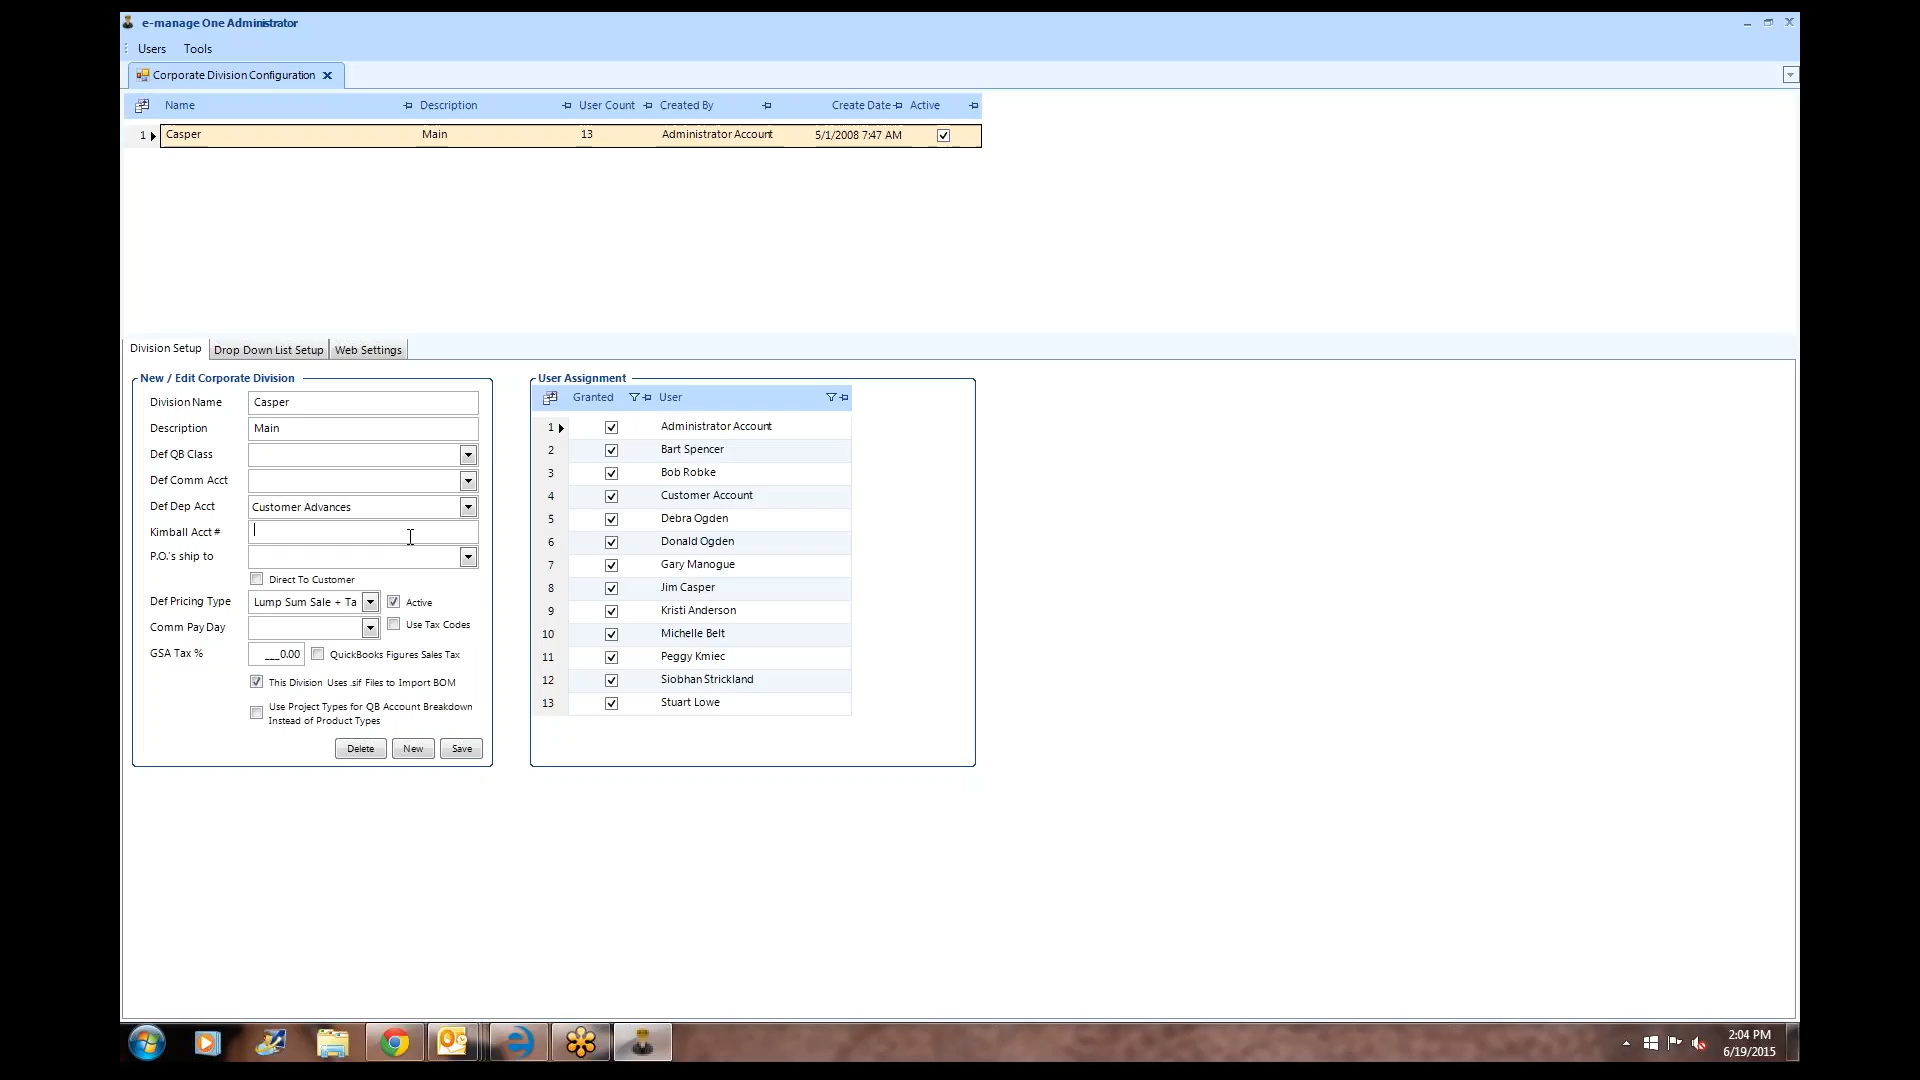 e-manage One Administrator
Users Tools
Corporate Division Configuration
Name Description User Count Created By Create Date Active
1 Casper Main 13 Administrator Account 5/1/2008 7:47 AM
Division Setup Drop Down List Setup Web Settings
New / Edit Corporate Division
Division Name Casper
Description Main
Def QB Class
Def Comm Acct
Def Dep Acct Customer Advances
Kimball Acct #
P.O.'s ship to
Direct To Customer
Def Pricing Type Lump Sum Sale + Ta Active
Comm Pay Day Use Tax Codes
GSA Tax % ___0.00 QuickBooks Figures Sales Tax
This Division Uses .sif Files to Import BOM
Use Project Types for QB Account Breakdown
Instead of Product Types
Delete New Save
User Assignment
Granted User
1 Administrator Account
2 Bart Spencer
3 Bob Robke
4 Customer Account
5 Debra Ogden
6 Donald Ogden
7 Gary Manogue
8 Jim Casper
9 Kristi Anderson
10 Michelle Belt
11 Peggy Kmiec
12 Siobhan Strickland
13 Stuart Lowe
2:04 PM
6/19/2015